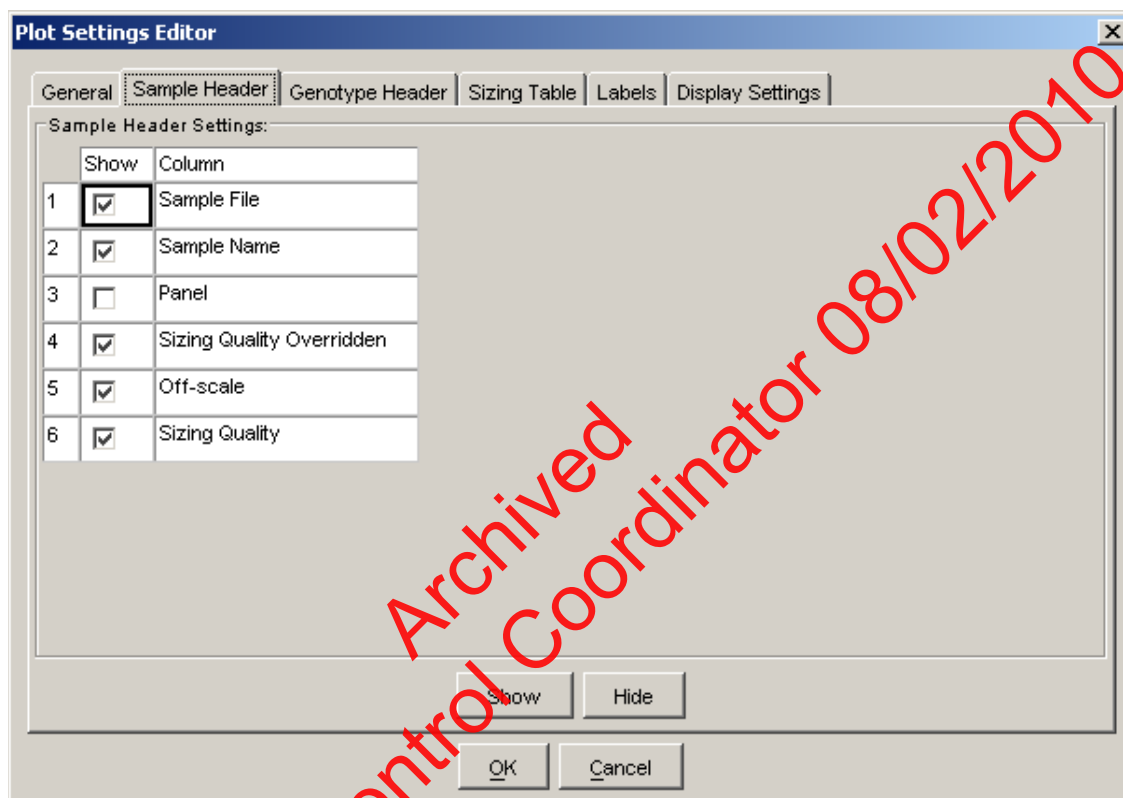 Plot Settings Editor
General Sample Header Genotype Header Sizing Table Labels Display Settings
Sample Header Settings:
Show Column
1 Sample File
2 Sample Name
3 Panel
4 Sizing Quality Overridden
5 Off-scale
6 Sizing Quality
Show Hide
OK Cancel
Archived
ontrol Coordinator 08/02/2010